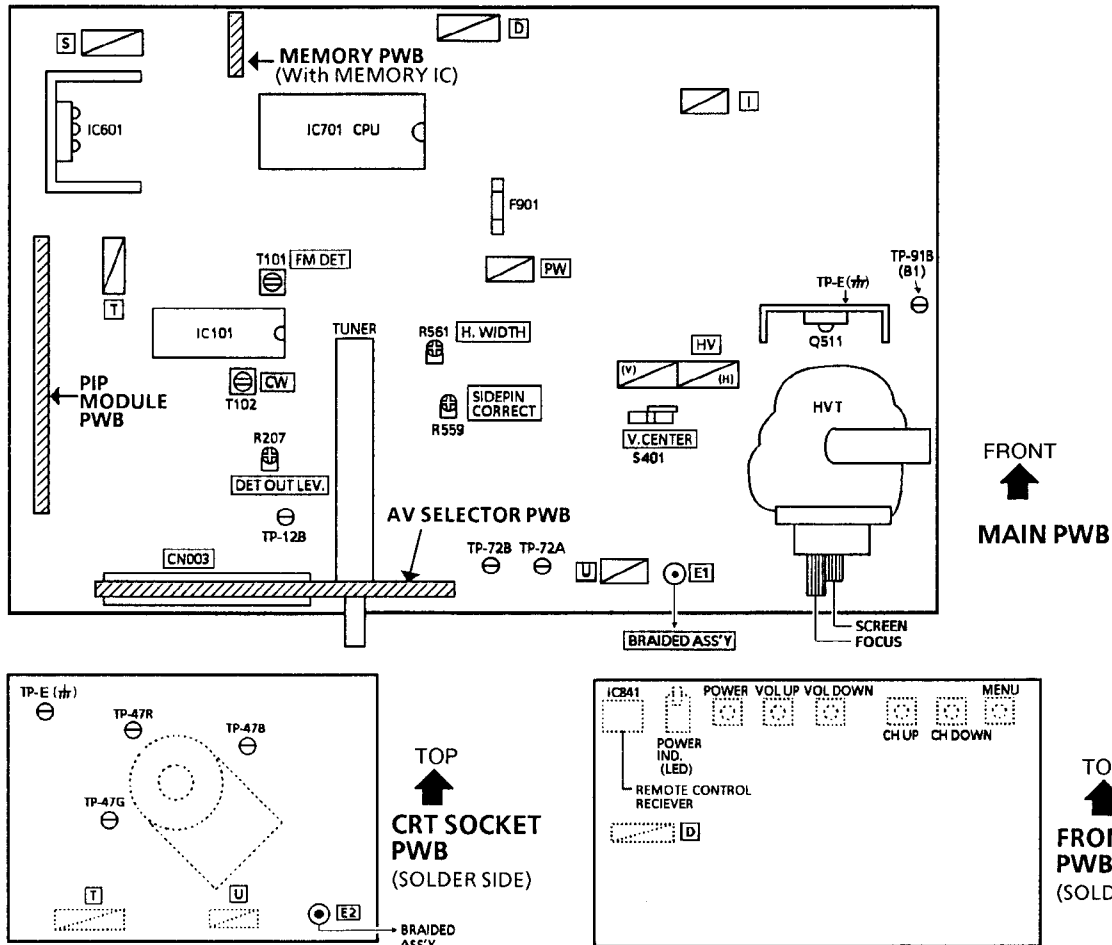 S
D
MEMORY PWB
(With MEMORY IC)
I
IC601
IC701 CPU
F901
T101 FM DET
PW
TP-91B
(B1)
TP-E
T
IC101
TUNER
R561 H. WIDTH
Q511
HV
(V)
(H)
PIP
MODULE
PWB
CW
T102
SIDEPIN
CORRECT
R559
HVT
V.CENTER
S401
R207
DET OUT LEV.
FRONT
MAIN PWB
TP-12B
AV SELECTOR PWB
CN003
TP-72B TP-72A
U
E1
BRAIDED ASS'Y
SCREEN
FOCUS
TP-E
TP-47R
TP-47B
TP-47G
T
U
E2
BRAIDED
ASS'Y
TOP
CRT SOCKET
PWB
(SOLDER SIDE)
IC841
POWER VOL UP VOL DOWN
MENU
POWER
IND.
(LED)
CH UP CH DOWN
REMOTE CONTROL
RECIEVER
D
TO
FRON
PWB
(SOLD